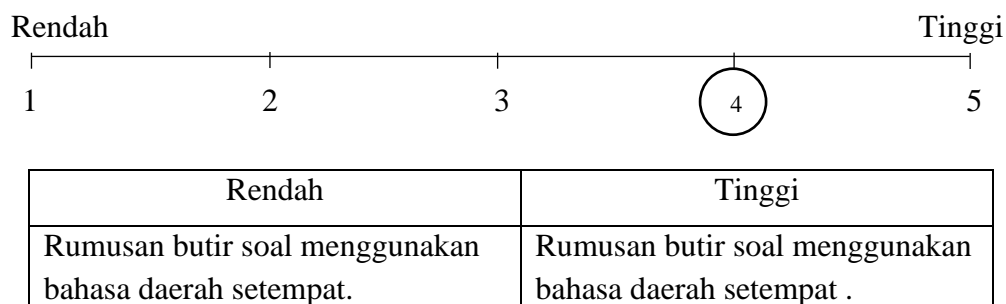 Rendah Tinggi
1 2 3 4 5
Rendah Tinggi
Rumusan butir soal menggunakan Rumusan butir soal menggunakan
bahasa daerah setempat. bahasa daerah setempat .